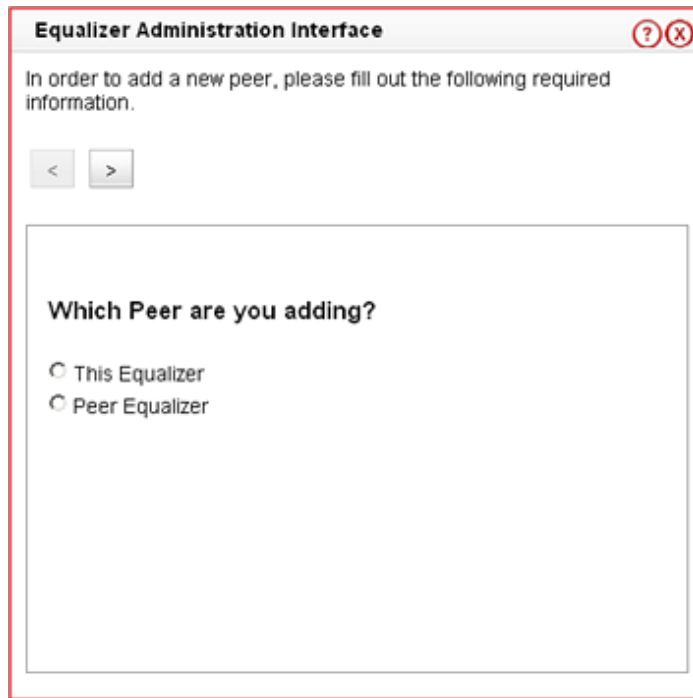 Equalizer Administration Interface
? X
In order to add a new peer, please fill out the following required
information.
< >
Which Peer are you adding?
This Equalizer
Peer Equalizer